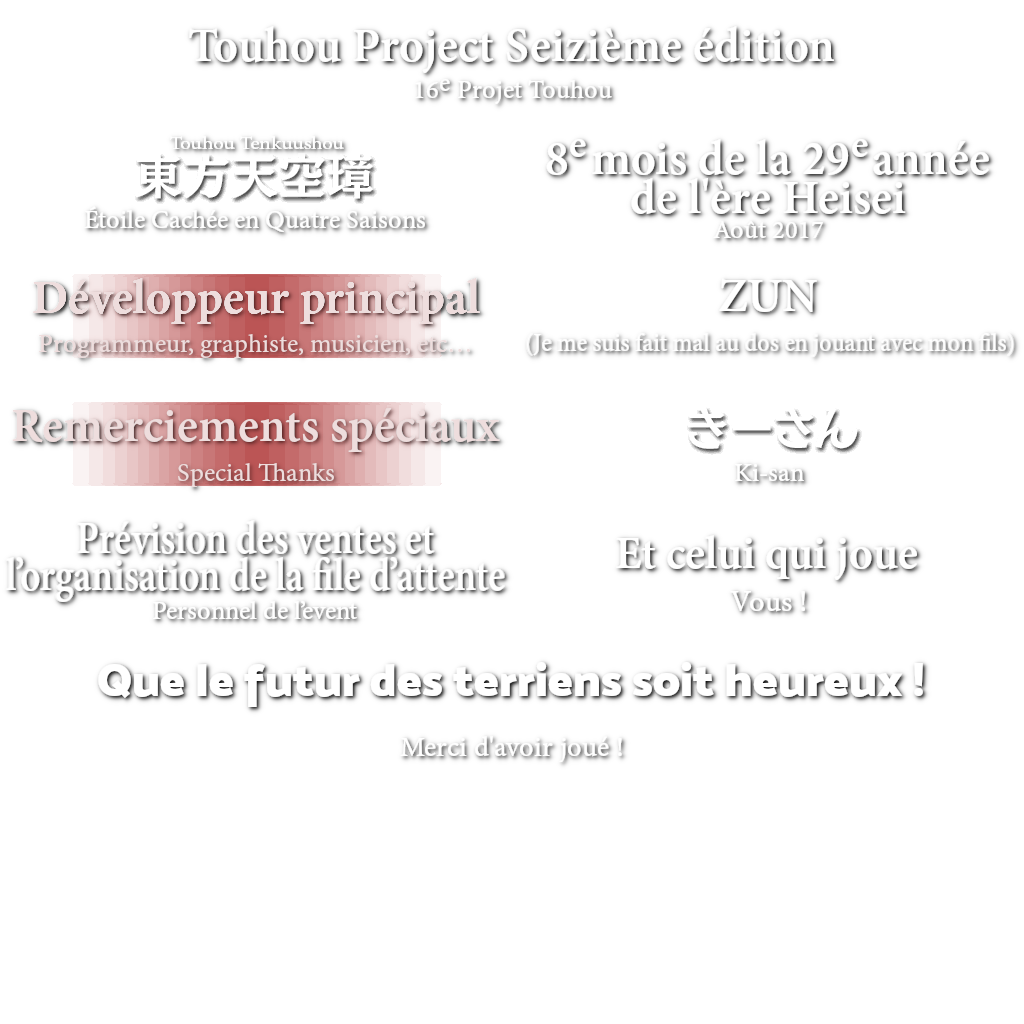 Touhou Project Seizième édition
16e Projet Touhou
Touhou Tenkuushou
東方天空璋
Étoile Cachée en Quatre Saisons
8e mois de la 29e année
de l'ère Heisei
Août 2017
Développeur principal
Programmeur, graphiste, musicien, etc…
ZUN
(Je me suis fait mal au dos en jouant avec mon fils)
Remerciements spéciaux
Special Thanks
きーさん
Ki-san
Prévision des ventes et
l’organisation de la file d’attente
Personnel de l’event
Et celui qui joue
Vous !
Que le futur des terriens soit heureux !
Merci d'avoir joué !